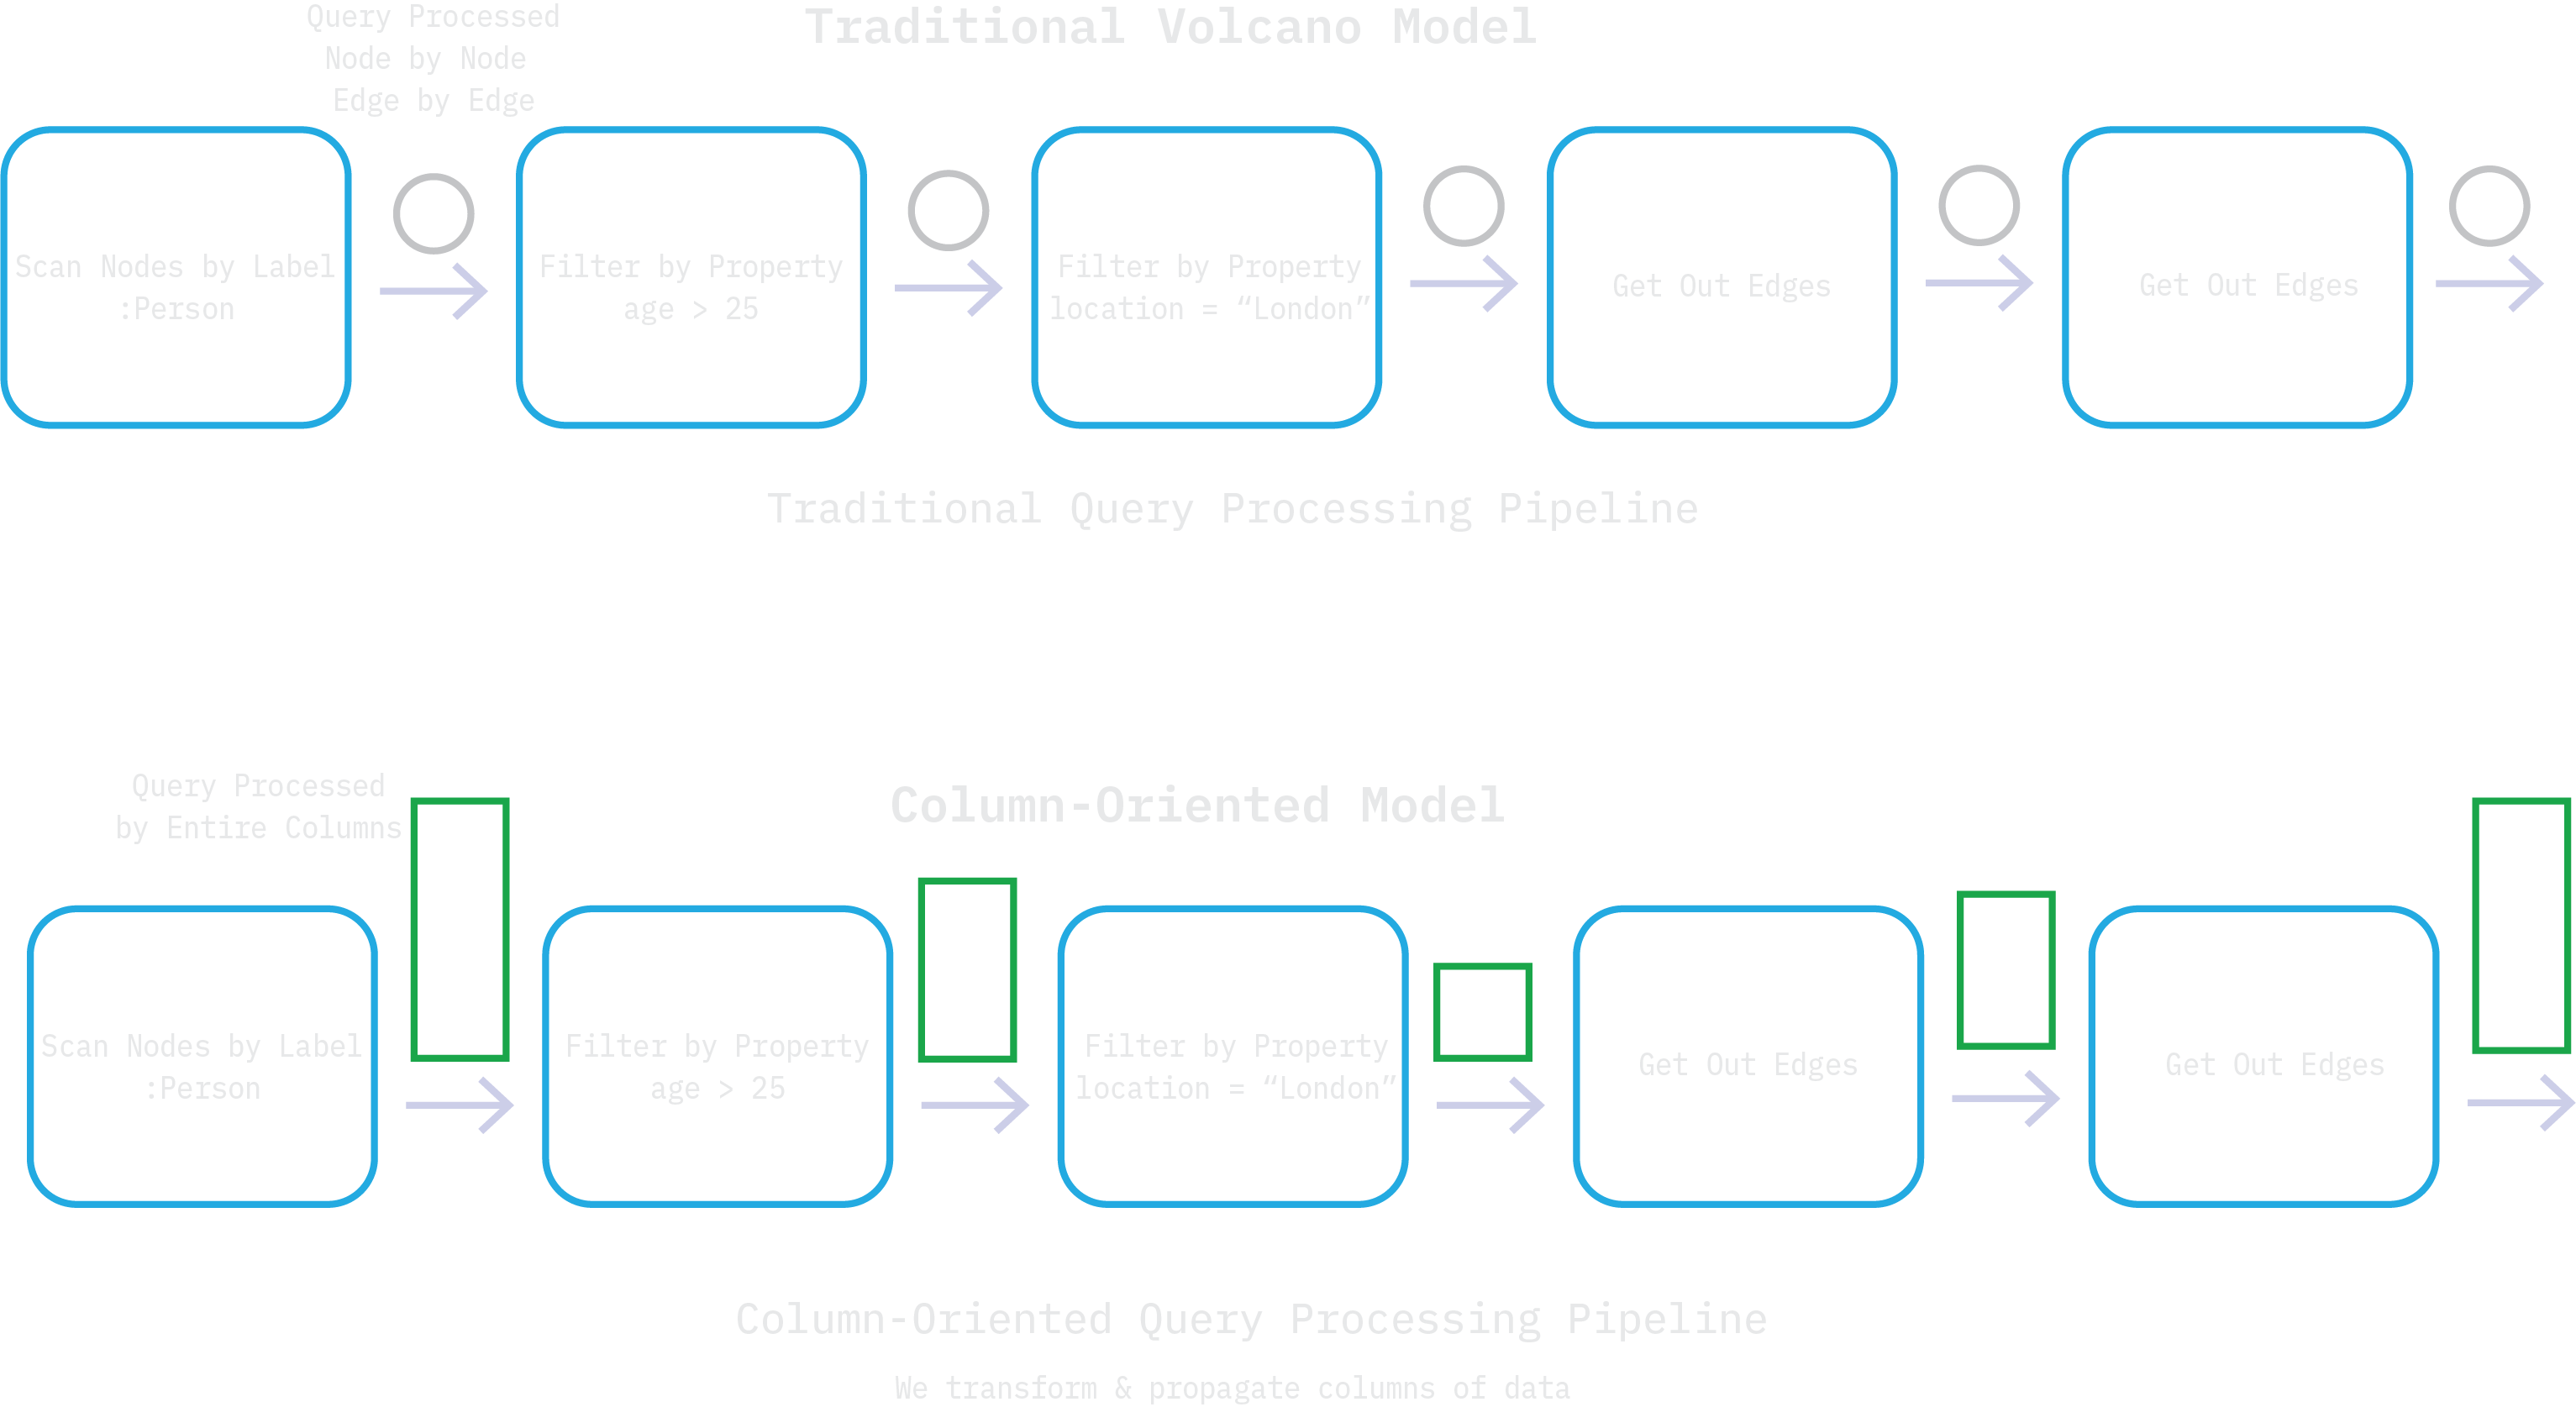 Query Processed
Node by Node
Edge by Edge
Traditional Volcano Model
Scan Nodes by Label
:Person
Filter by Property
age > 25
Filter by Property
location = “London”
Get Out Edges
Get Out Edges
Traditional Query Processing Pipeline
Query Processed
by Entire Columns
Column-Oriented Model
Scan Nodes by Label
:Person
Filter by Property
age > 25
Filter by Property
location = “London”
Get Out Edges
Get Out Edges
Column-Oriented Query Processing Pipeline
We transform & propagate columns of data